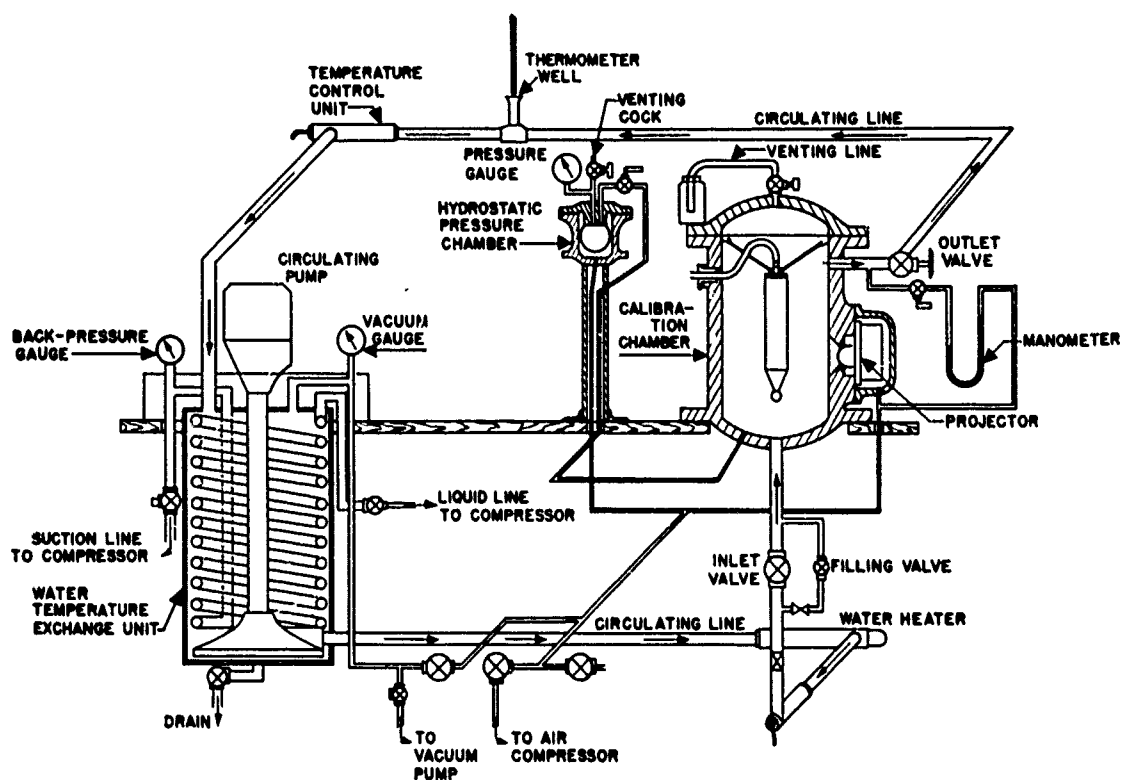 THERMOMETER
WELL
TEMPERATURE
CONTROL
UNIT
VENTING
COCK
CIRCULATING LINE
VENTING LINE
PRESSURE
GAUGE
HYDROSTATIC
PRESSURE
CHAMBER
OUTLET
VALVE
CIRCULATING
PUMP
BACK-PRESSURE
GAUGE
VACUUM
GAUGE
CALIBRA-
TION
CHAMBER
MANOMETER
PROJECTOR
LIQUID LINE
TO COMPRESSOR
SUCTION LINE
TO COMPRESSOR
INLET
VALVE
FILLING VALVE
WATER
TEMPERATURE
EXCHANGE UNIT
CIRCULATING LINE
WATER HEATER
DRAIN
TO
VACUUM
PUMP
TO AIR
COMPRESSOR